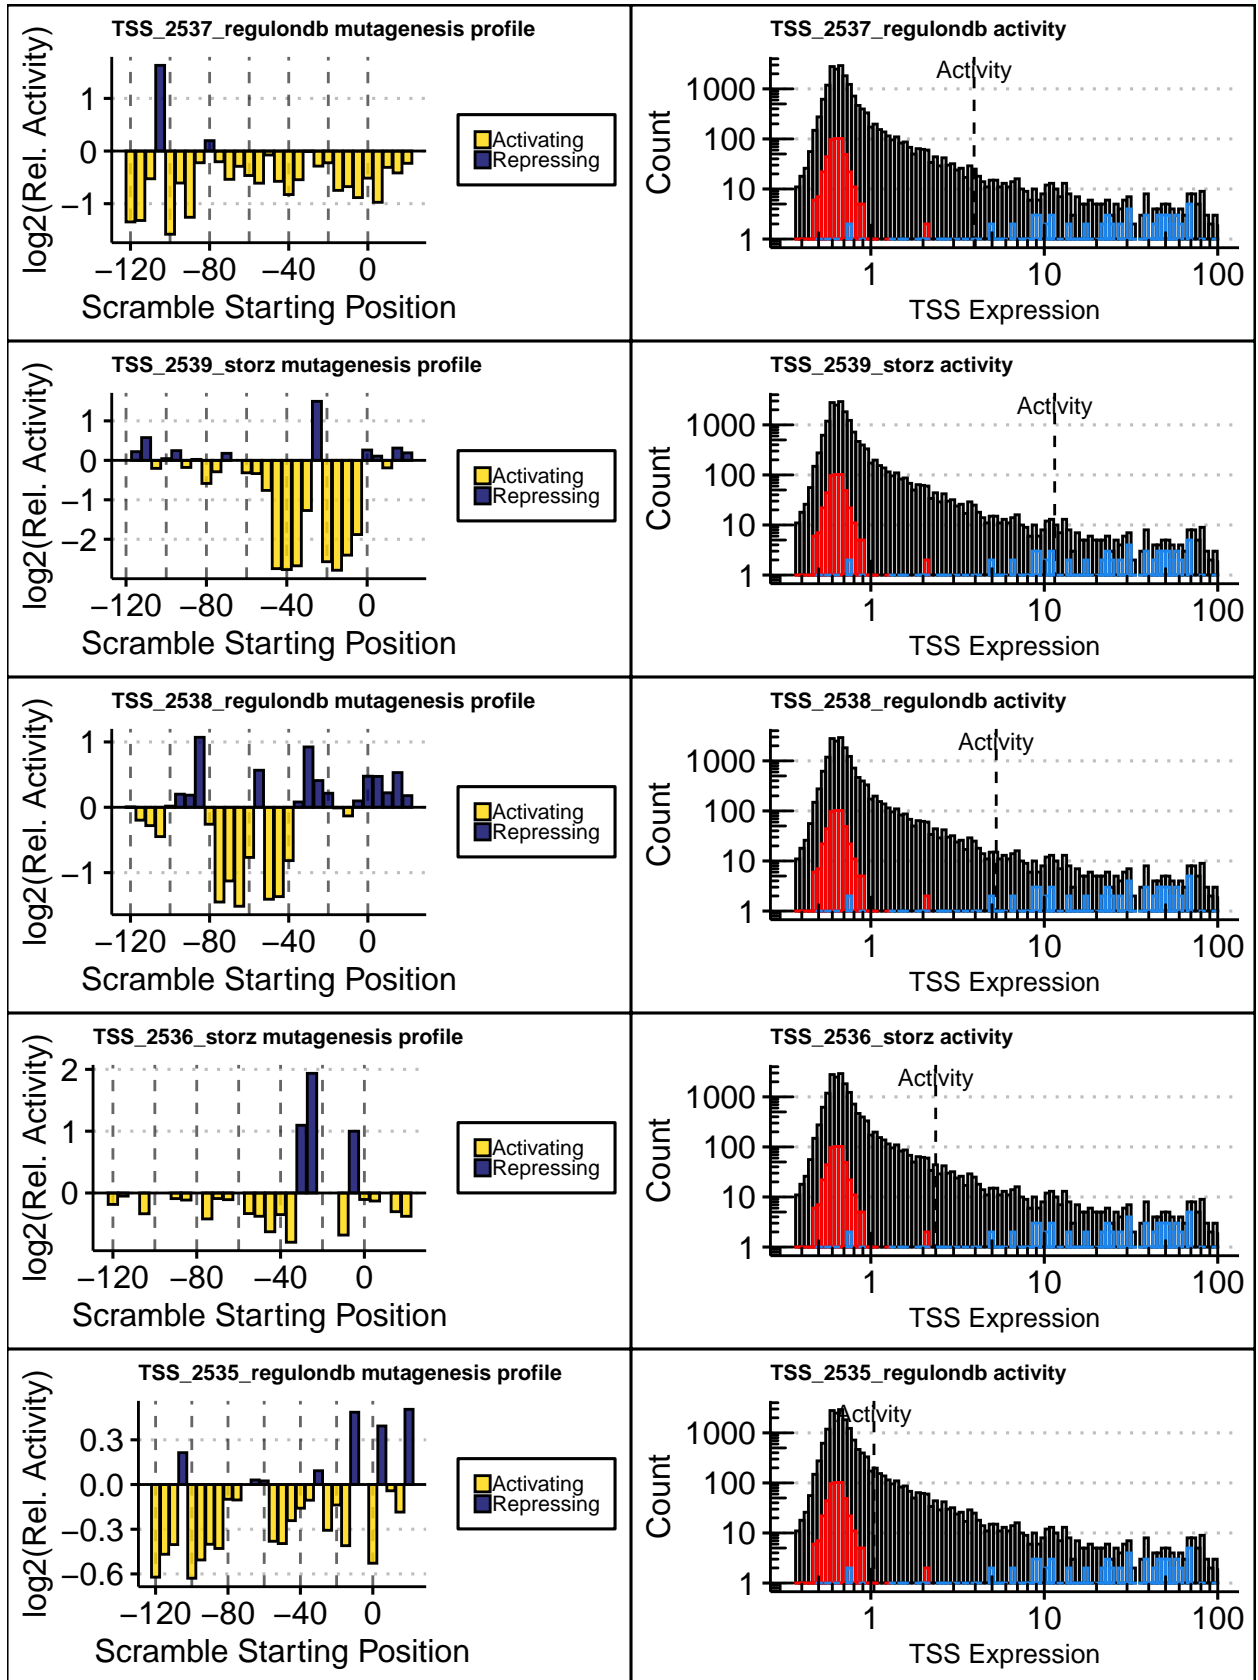 TSS_2537_regulondb mutagenesis profile
log2(Rel. Activity)
1
0
−1
−120 −80 −40 0
Scramble Starting Position
Activating
Repressing
TSS_2537_regulondb activity
Activity
Count
1000
100
10
1
1 10 100
TSS Expression
TSS_2539_storz mutagenesis profile
log2(Rel. Activity)
1
0
−1
−2
−120 −80 −40 0
Scramble Starting Position
Activating
Repressing
TSS_2539_storz activity
Activity
Count
1000
100
10
1
1 10 100
TSS Expression
TSS_2538_regulondb mutagenesis profile
log2(Rel. Activity)
1
0
−1
−120 −80 −40 0
Scramble Starting Position
Activating
Repressing
TSS_2538_regulondb activity
Activity
Count
1000
100
10
1
1 10 100
TSS Expression
TSS_2536_storz mutagenesis profile
log2(Rel. Activity)
2
1
0
−120 −80 −40 0
Scramble Starting Position
Activating
Repressing
TSS_2536_storz activity
Activity
Count
1000
100
10
1
1 10 100
TSS Expression
TSS_2535_regulondb mutagenesis profile
log2(Rel. Activity)
0.3
0.0
−0.3
−0.6
−120 −80 −40 0
Scramble Starting Position
Activating
Repressing
TSS_2535_regulondb activity
Activity
Count
1000
100
10
1
1 10 100
TSS Expression